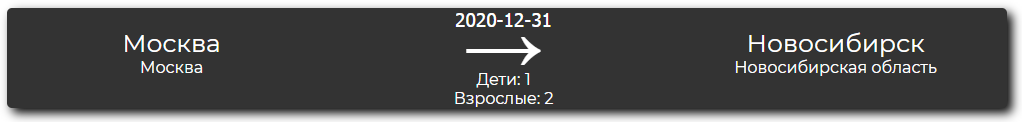 2020-12-31
Москва
Москва
Дети: 1
Взрослые: 2
Новосибирск
Новосибирская область